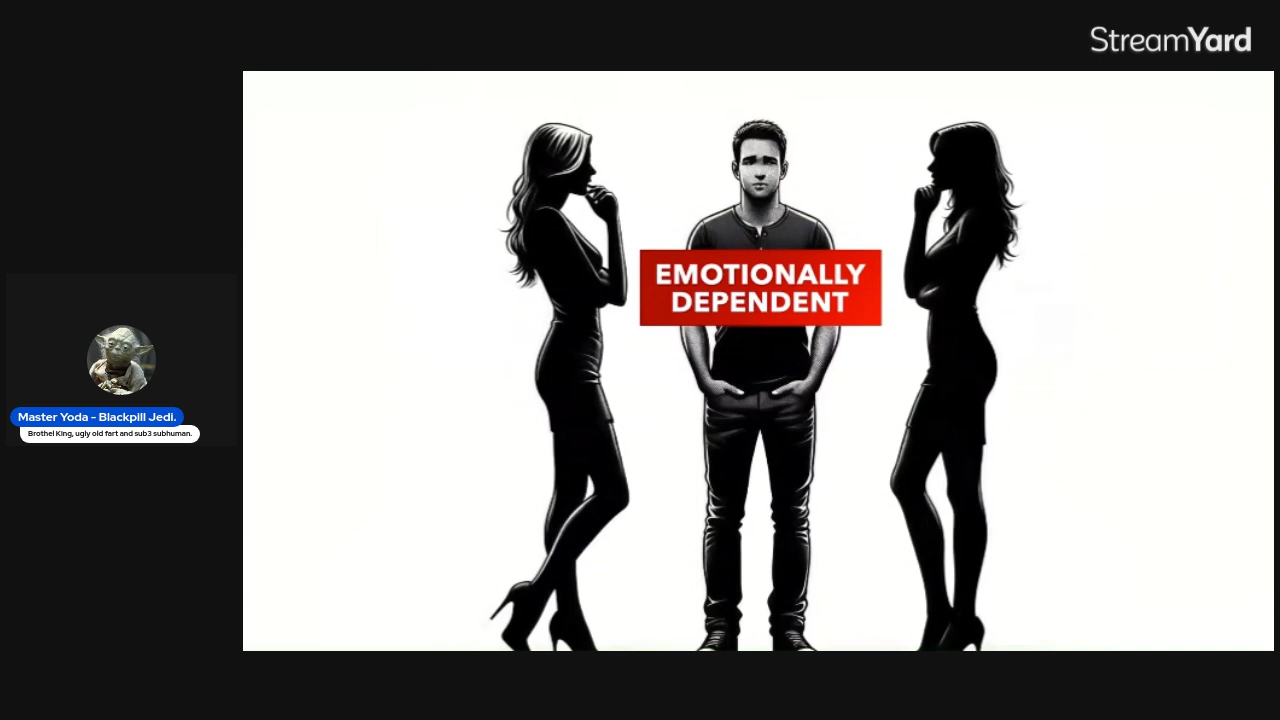 StreamYard
EMOTIONALLY
DEPENDENT
Master Yoda - Blackpill Jedi.
Brothel King, ugly old fart and sub3 subhuman.